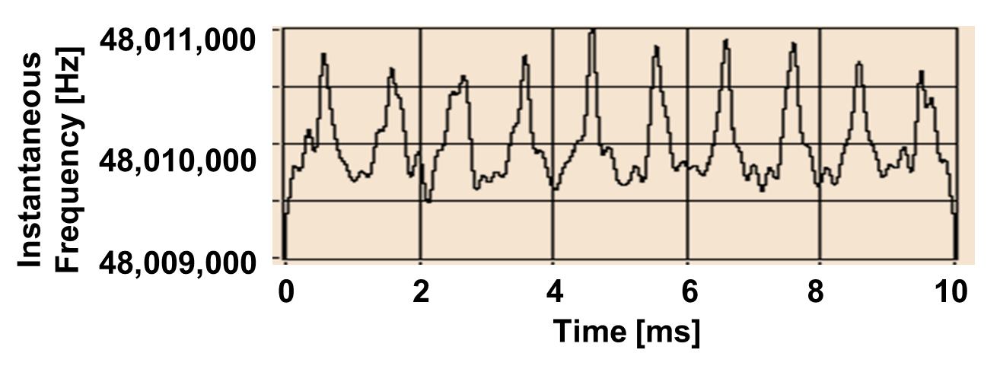 Instantaneous
Frequency [Hz]
48,011,000
48,010,000
48,009,000
0 2 4 6 8 10
Time [ms]